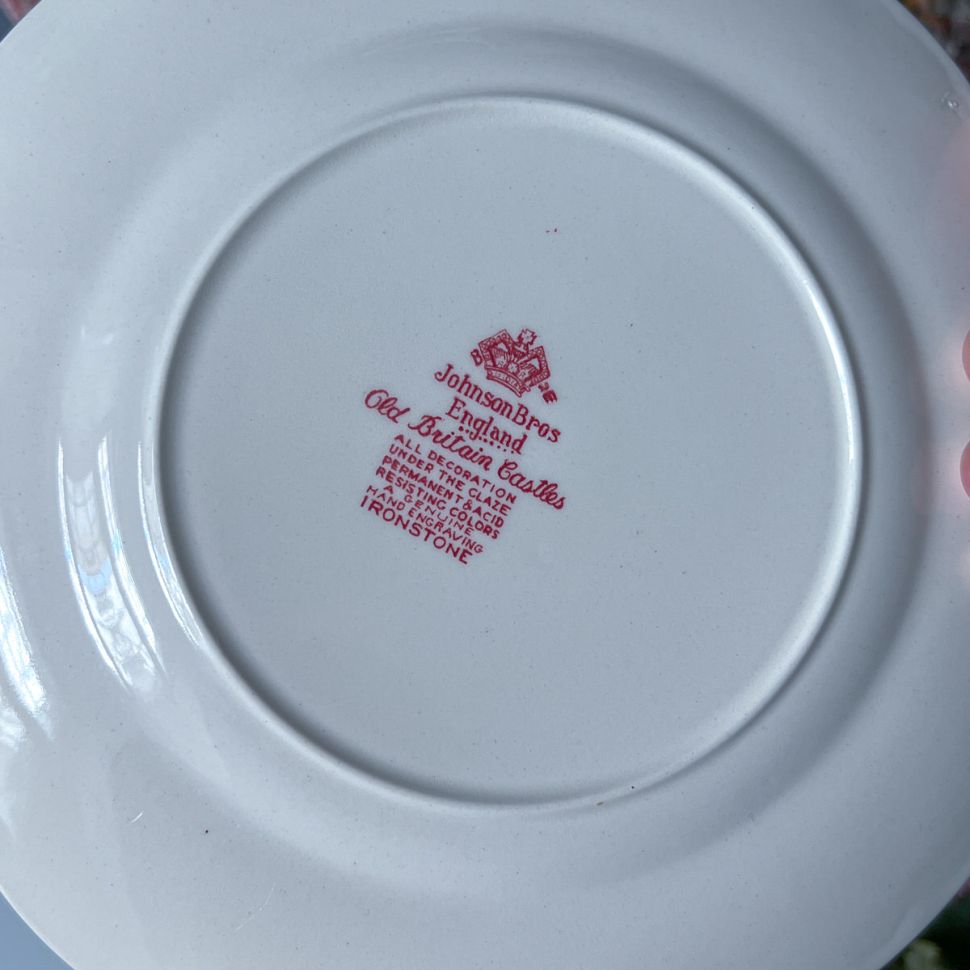 Johnson Bros
England
Old Britain Castles
ALL DECORATION
UNDER THE GLAZE
PERMANENT & ACID
RESISTING COLORS
A GENUINE
HAND ENGRAVING
IRONSTONE